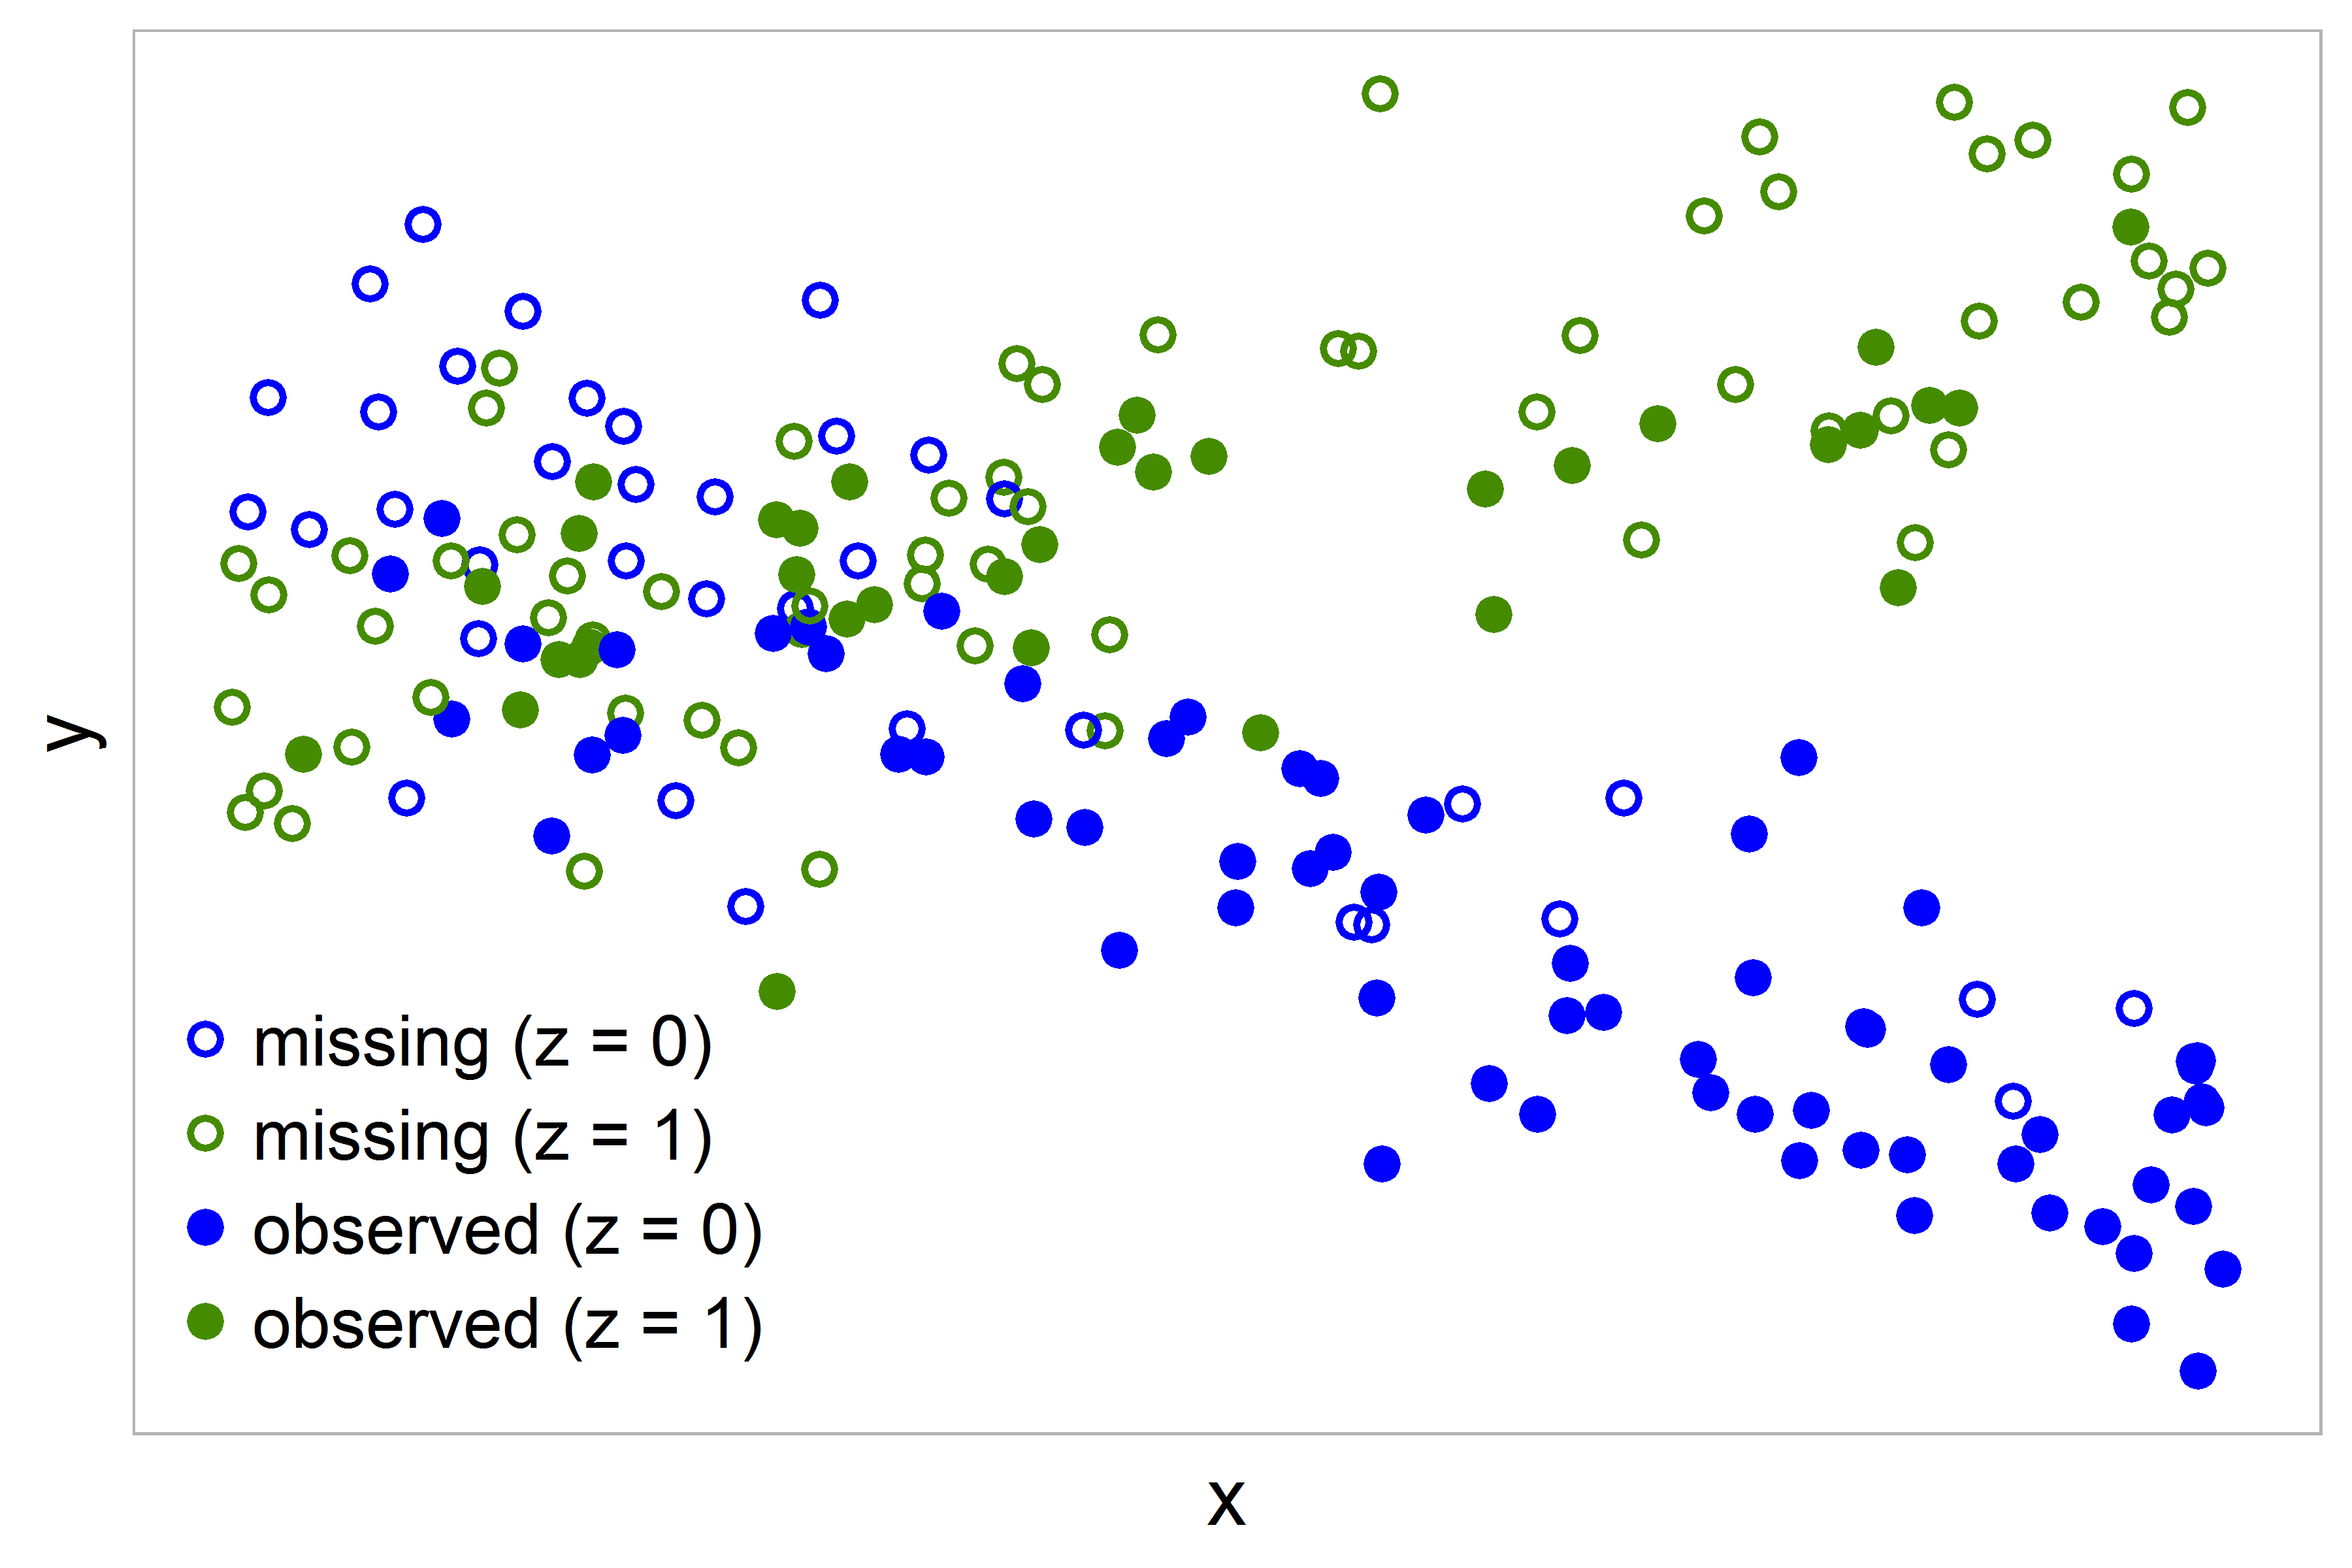 y
missing (z = 0)
missing (z = 1)
observed (z = 0)
observed (z = 1)
x